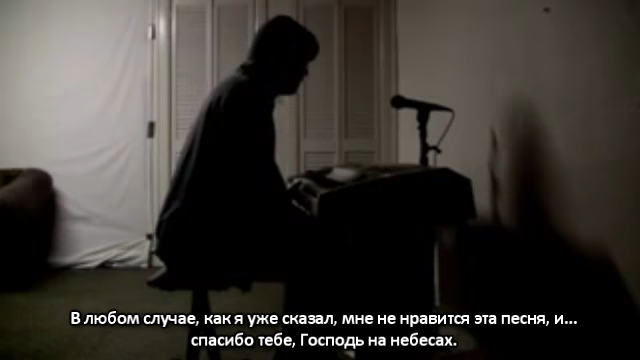 В любом случае, как я уже сказал, мне не нравится эта песня, и...
спасибо тебе, Господь на небесах.